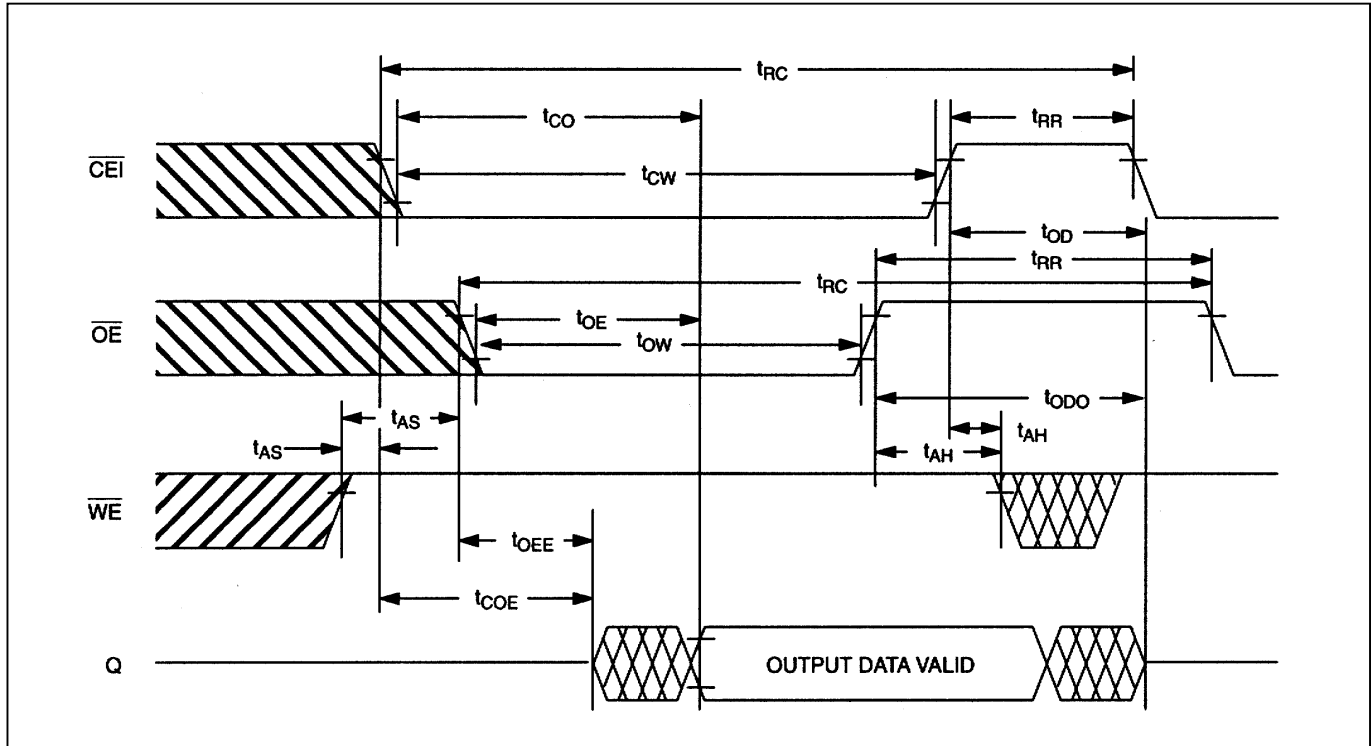 tRC
tCO
tRR
CEI
tCW
tOD
tRR
tRC
OE
tOE
tOW
tODO
tAS
tAH
tAS
tAH
WE
tOEE
tCOE
Q
OUTPUT DATA VALID